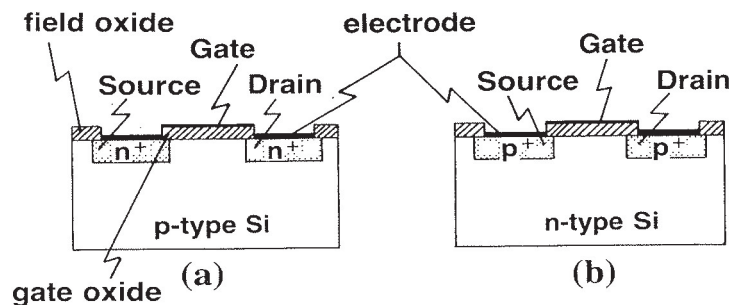 field oxide
electrode
Gate
Gate
Source
Drain
Source
Drain
n+
n+
p+
p+
p-type Si
n-type Si
gate oxide
(a)
(b)